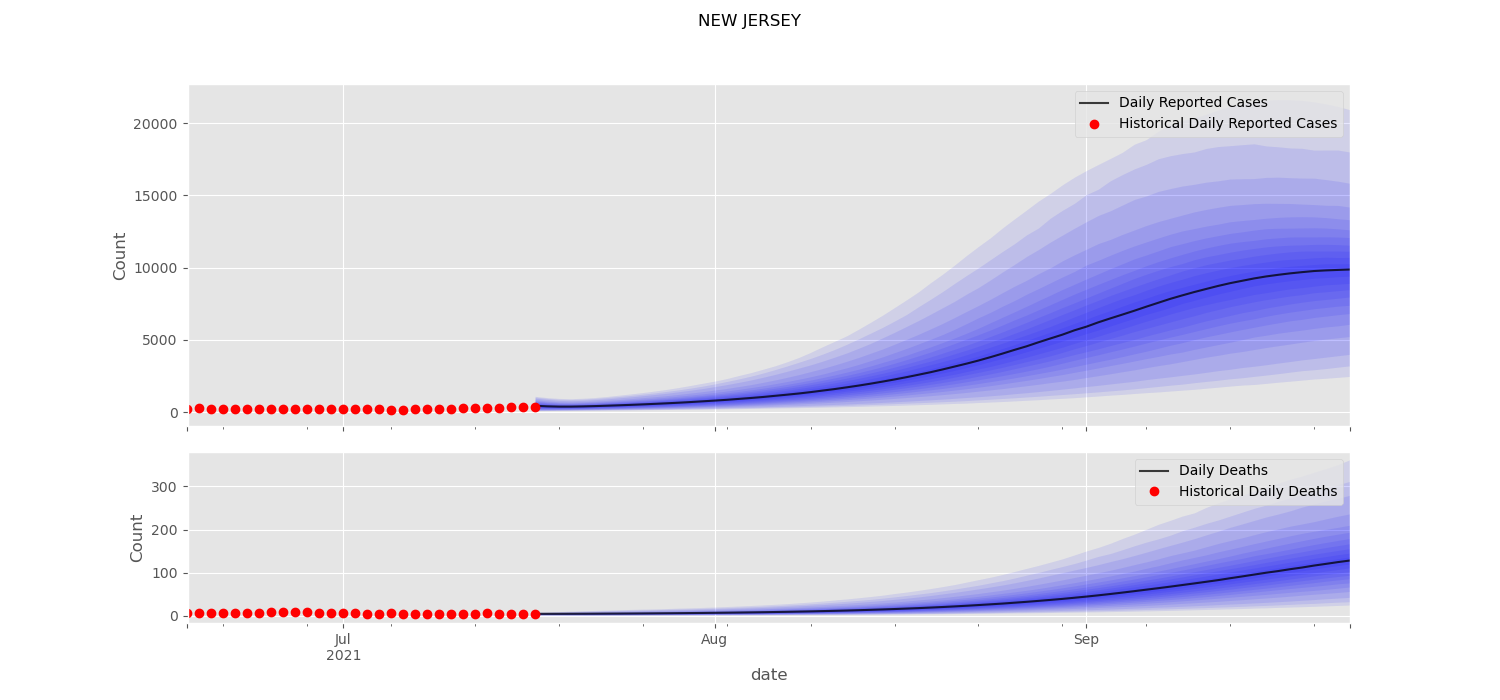 NEW JERSEY
Daily Reported Cases
Historical Daily Reported Cases
20000
15000
10000
5000
0
Count
Daily Deaths
Historical Daily Deaths
300
200
100
0
Count
Jul
2021
Aug
Sep
date